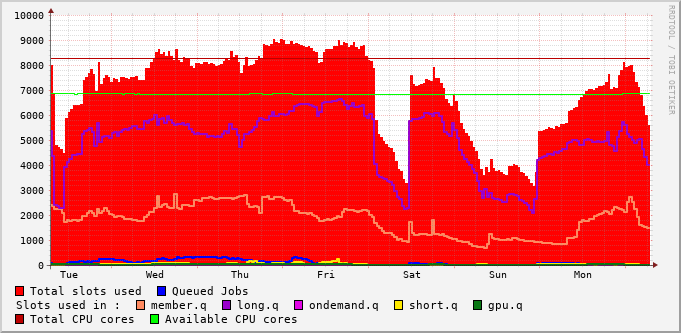 10000
9000
8000
7000
6000
5000
4000
3000
2000
1000
0
Tue Wed Thu Fri Sat Sun Mon
RRDTOOL / TOBI OETIKER
Total slots used Queued Jobs
Slots used in : member.q long.q ondemand.q short.q gpu.q
Total CPU cores Available CPU cores